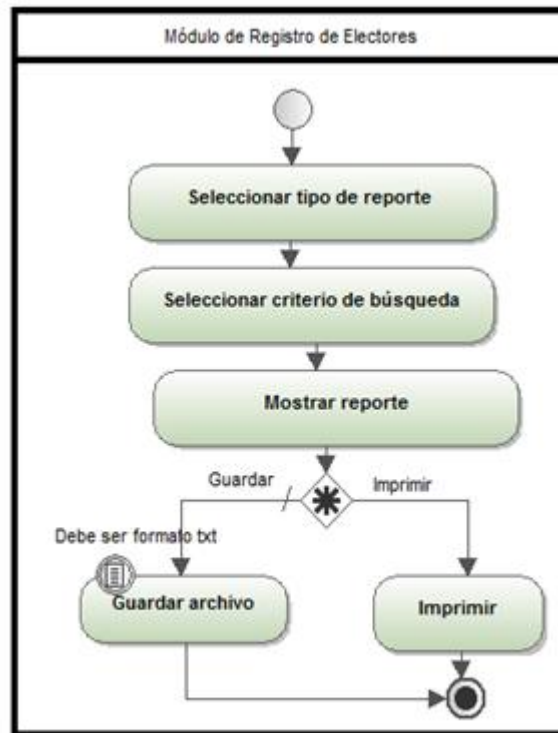 Módulo de Registro de Electores
Seleccionar tipo de reporte
Seleccionar criterio de búsqueda
Mostrar reporte
Guardar
Imprimir
Debe ser formato txt
Guardar archivo
Imprimir